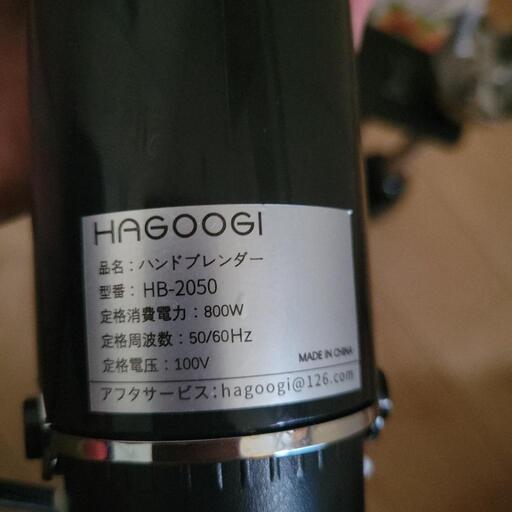 HAGOOGI
品名：ハンドブレンダー
型番：HB-2050
定格消費電力：800W
定格周波数：50/60Hz
定格電圧：100V
MADE IN CHINA
アフタサービス：hagoogi@126.com